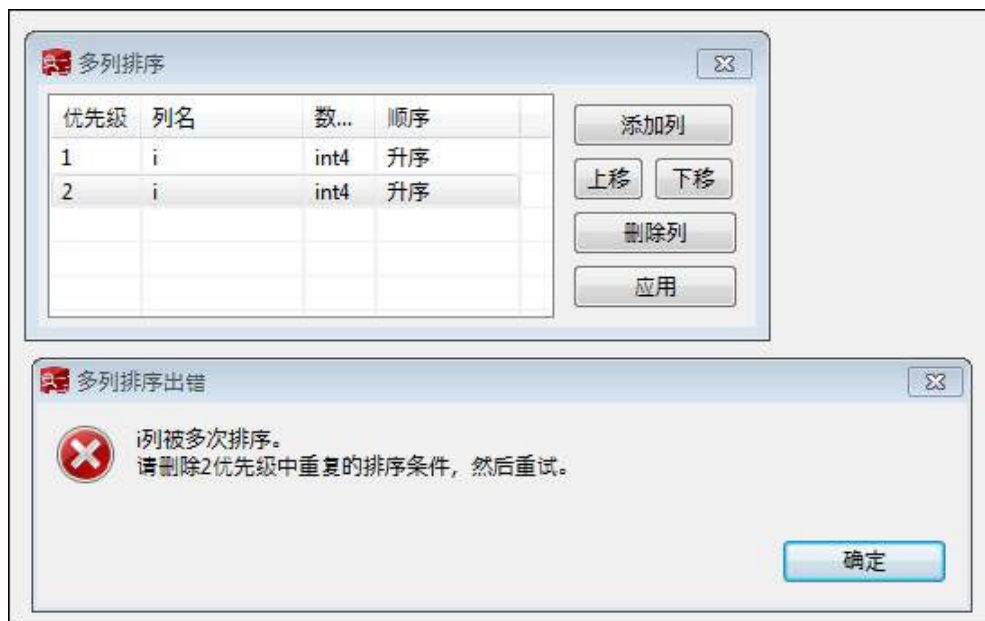 多列排序
优先级 列名 数... 顺序
1 i int4 升序
2 i int4 升序
添加列
上移 下移
删除列
应用
多列排序出错
i列被多次排序。
请删除2优先级中重复的排序条件，然后重试。
确定